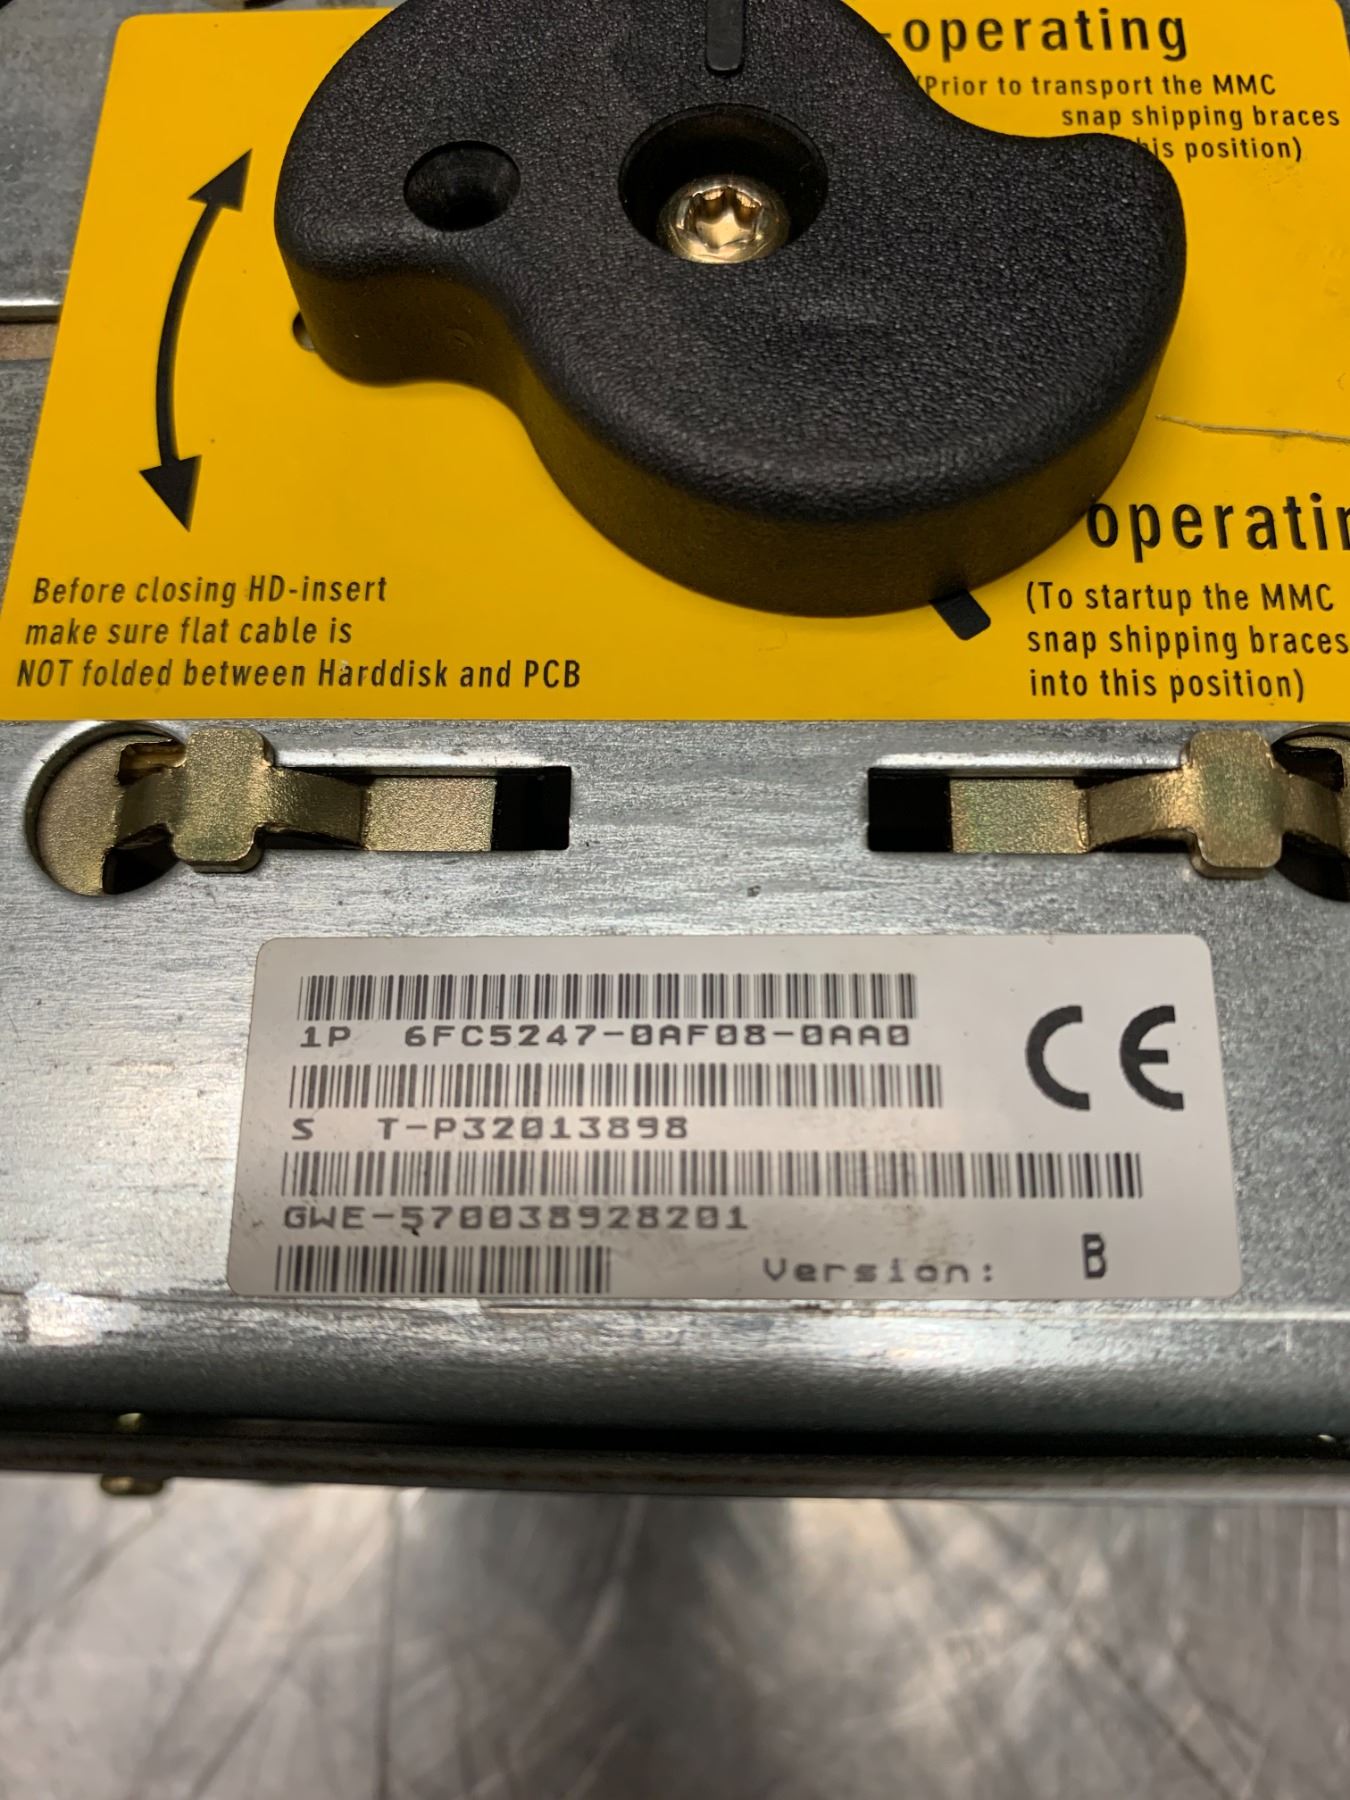 -operating
(Prior to transport the MMC
snap shipping braces
this position)
Before closing HD-insert
make sure flat cable is
NOT folded between Harddisk and PCB
operatin
(To startup the MMC
snap shipping braces
into this position)
1P 6FC5247-0AF08-0AA0
CE
S T-P32013898
GWE-570038928201
Version: B